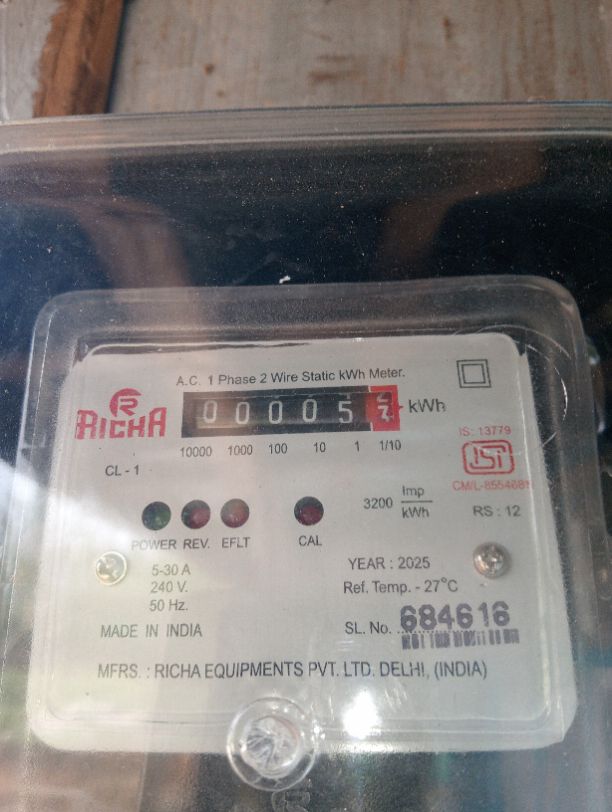 A.C. 1 Phase 2 Wire Static kWh Meter.
R
RICHA
00005
kWh
10000 1000 100 10 1 1/10
IS: 13779
ISI
CL - 1
3200 Imp/kWh
RS : 12
POWER REV. EFLT CAL
5-30 A
240 V.
50 Hz.
YEAR : 2025
Ref. Temp. - 27°C
MADE IN INDIA
SL. No. 684616
MFRS. : RICHA EQUIPMENTS PVT. LTD. DELHI, (INDIA)